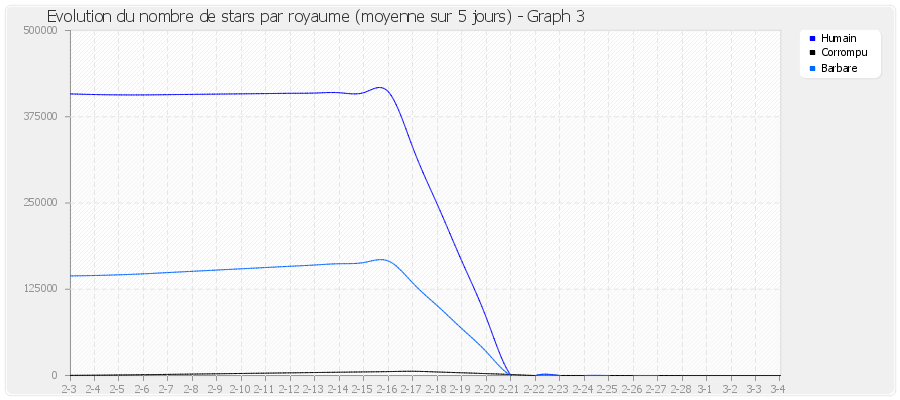 Evolution du nombre de stars par royaume (moyenne sur 5 jours) - Graph 3
500000
375000
250000
125000
0
Humain
Corrompu
Barbare
2-3 2-4 2-5 2-6 2-7 2-8 2-9 2-10 2-11 2-12 2-13 2-14 2-15 2-16 2-17 2-18 2-19 2-20 2-21 2-22 2-23 2-24 2-25 2-26 2-27 2-28 3-1 3-2 3-3 3-4